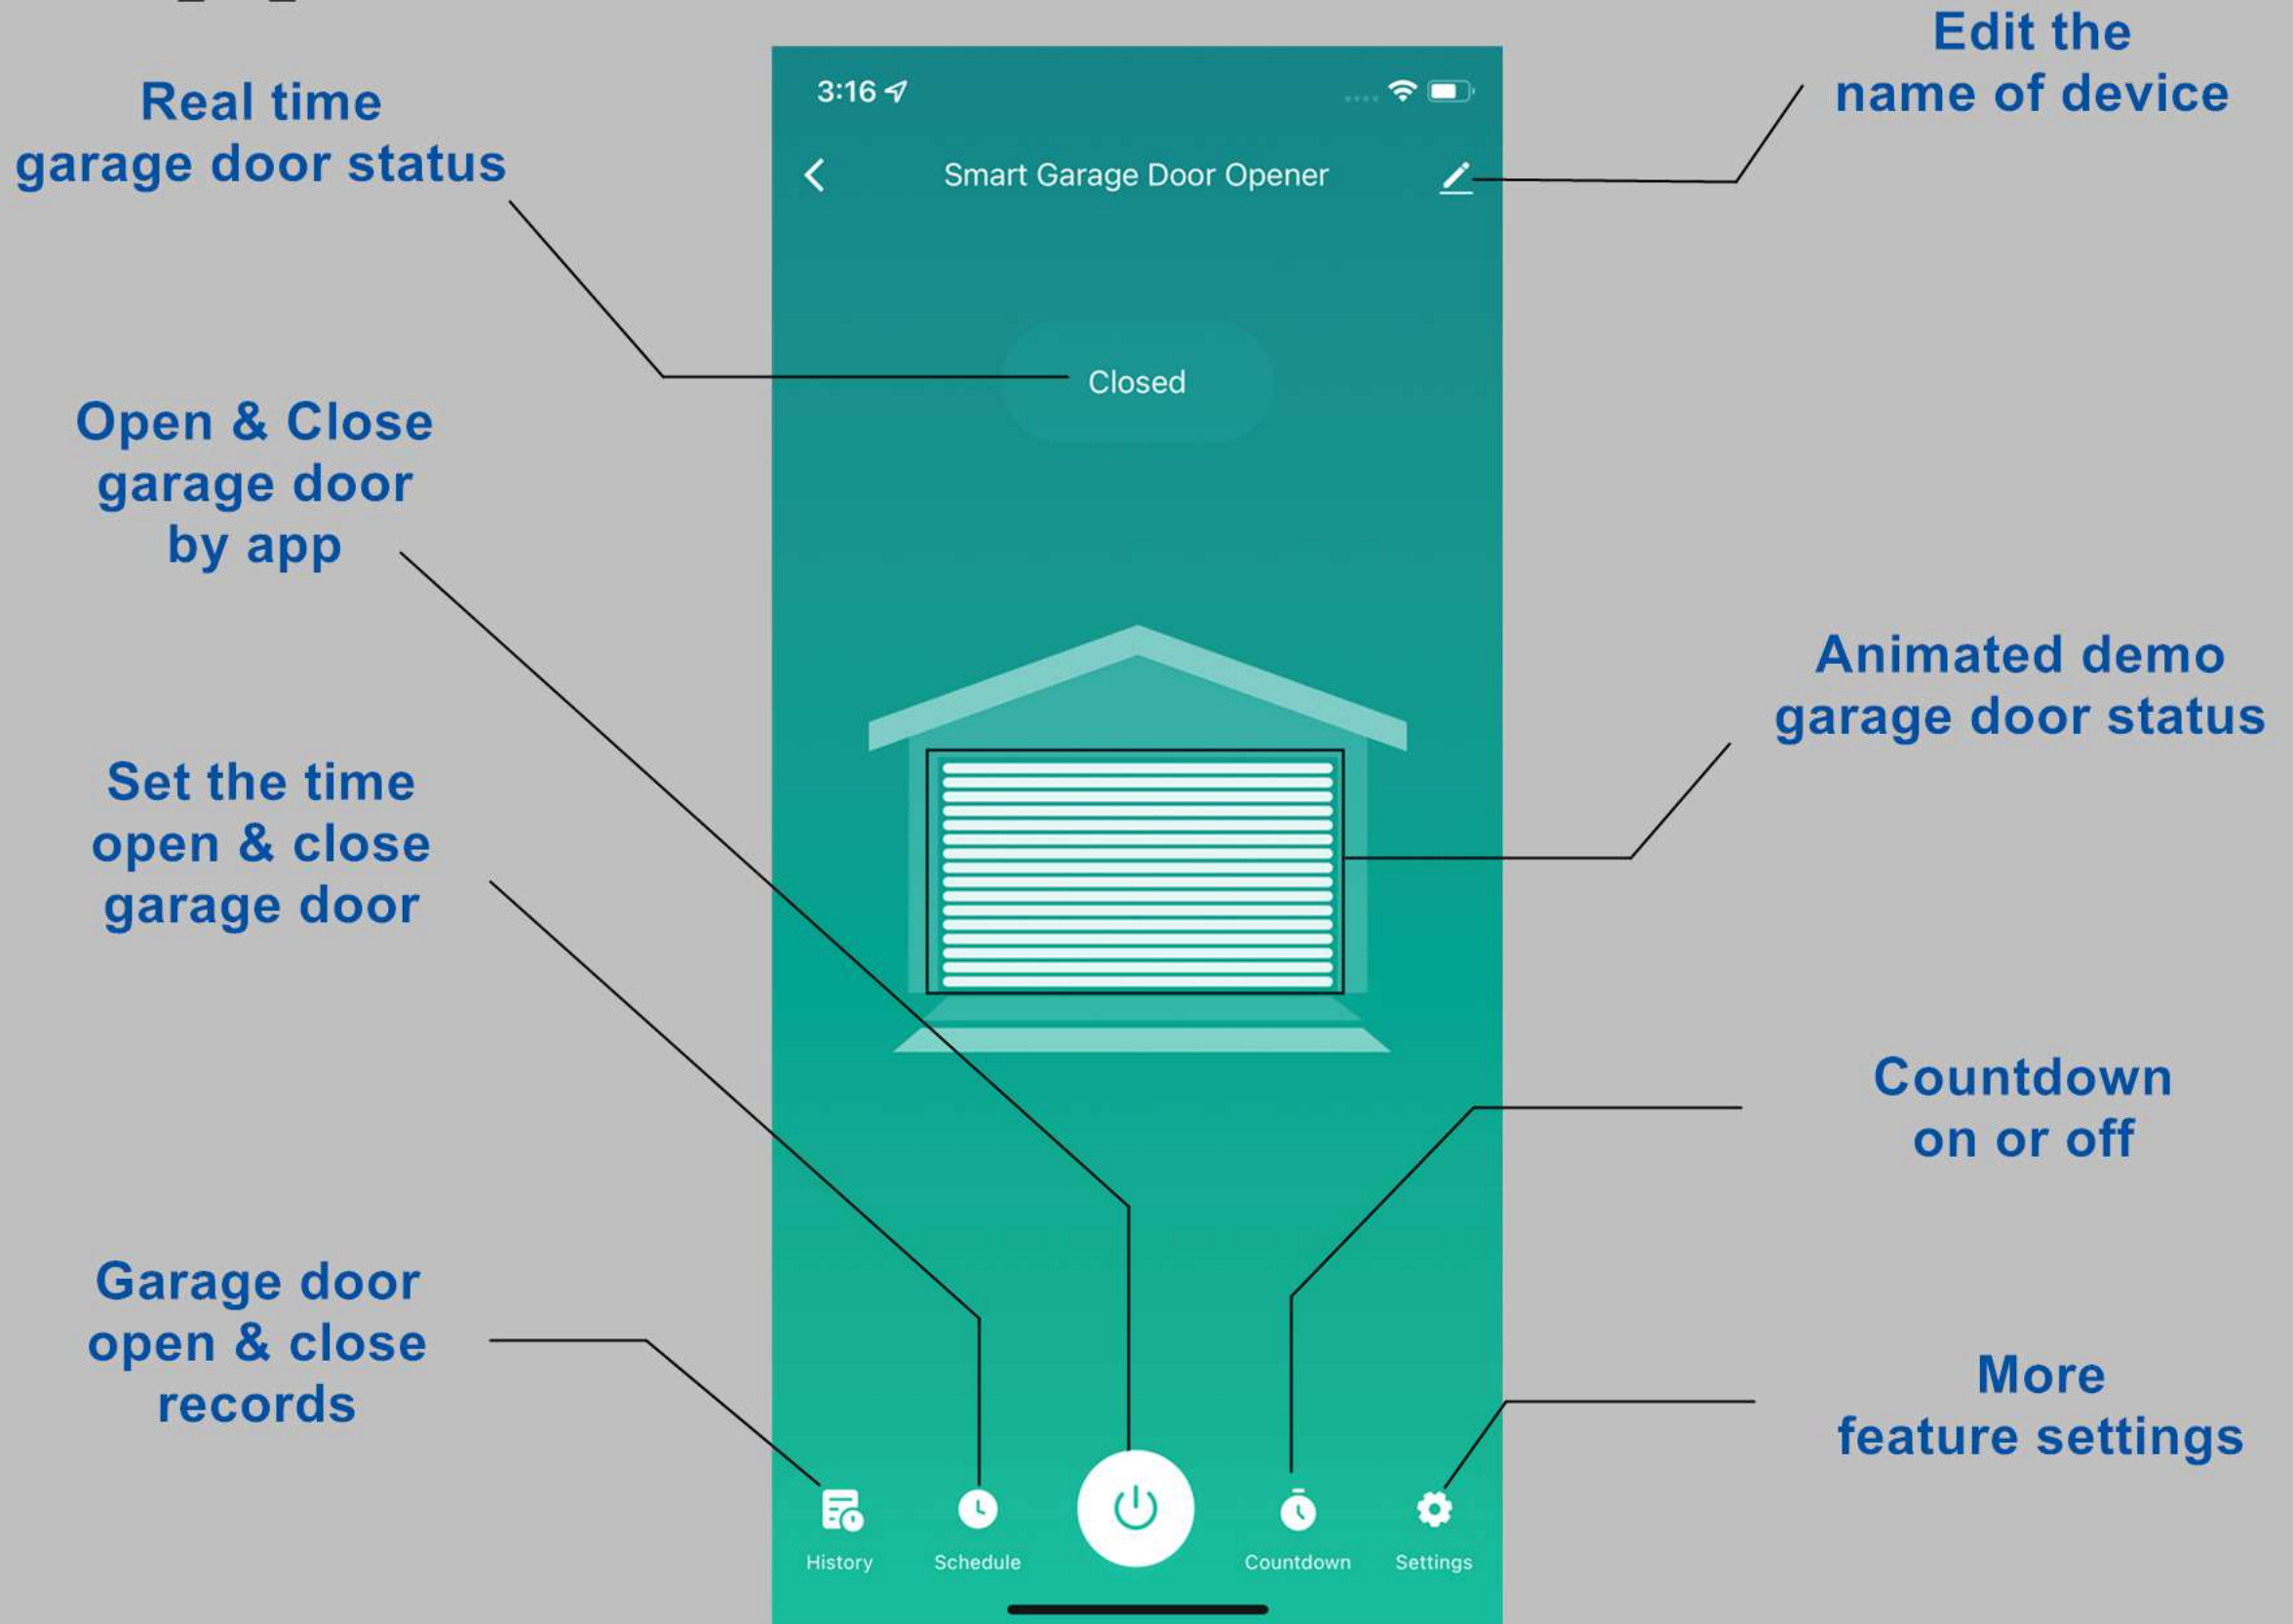 Edit the
name of device
Real time
garage door status
3:16
Smart Garage Door Opener
Closed
Open & Close
garage door
by app
Animated demo
garage door status
Set the time
open & close
garage door
Countdown
on or off
Garage door
open & close
records
More
feature settings
History
Schedule
Countdown
Settings